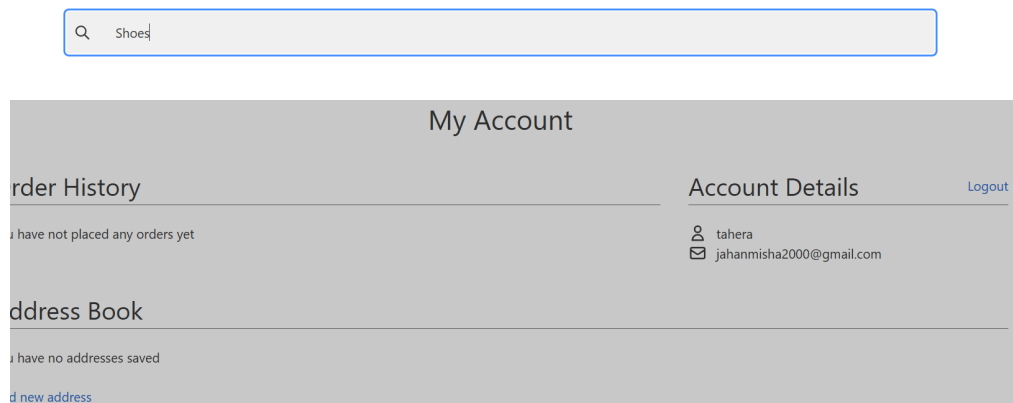 Shoes
My Account
rder History
Account Details
Logout
u have not placed any orders yet
tahera
jahanmisha2000@gmail.com
ddress Book
u have no addresses saved
d new address